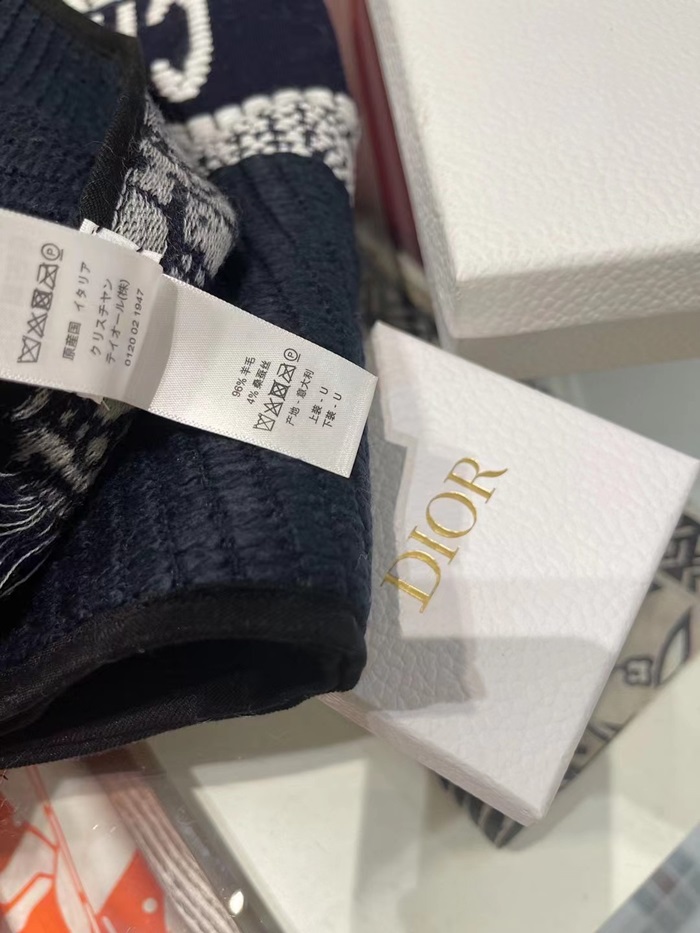 原産国 イタリア
クリスチャン
ディオール(株)
0120 02 1947
96% 羊毛
4% 桑蚕丝
产地 - 意大利
上装 - U
下装 - U
DIOR